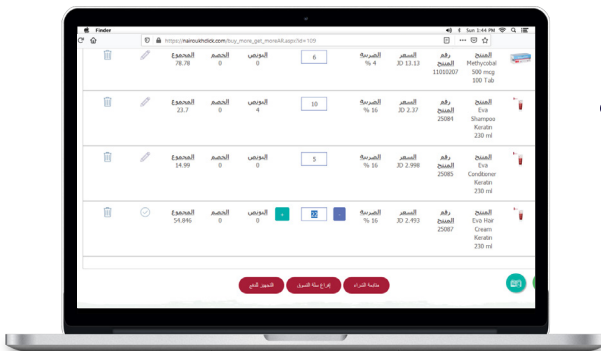 Finder
Sun 1:44 PM
https://nairoukhdick.com/buy_more_get_moreAR.aspx?id=109
المنتج رقم المنتج السعر الضريبة 6 البونص الخصم المجموع
Methycobal 500 mcg 100 Tab 11010207 JD 13.13 % 4 0 0 78.78
المنتج رقم المنتج السعر الضريبة 10 البونص الخصم المجموع
Eva Shampoo Keratin 230 ml 25084 JD 2.37 % 16 4 0 23.7
المنتج رقم المنتج السعر الضريبة 5 البونص الخصم المجموع
Eva Conditioner Keratin 230 ml 25085 JD 2.998 % 16 0 0 14.99
المنتج رقم المنتج السعر الضريبة - 22 + البونص الخصم المجموع
Eva Hair Cream Keratin 230 ml 25087 JD 2.493 % 16 0 0 54.846
متابعة الشراء إفراغ سلة التسوق التجهيز للدفع